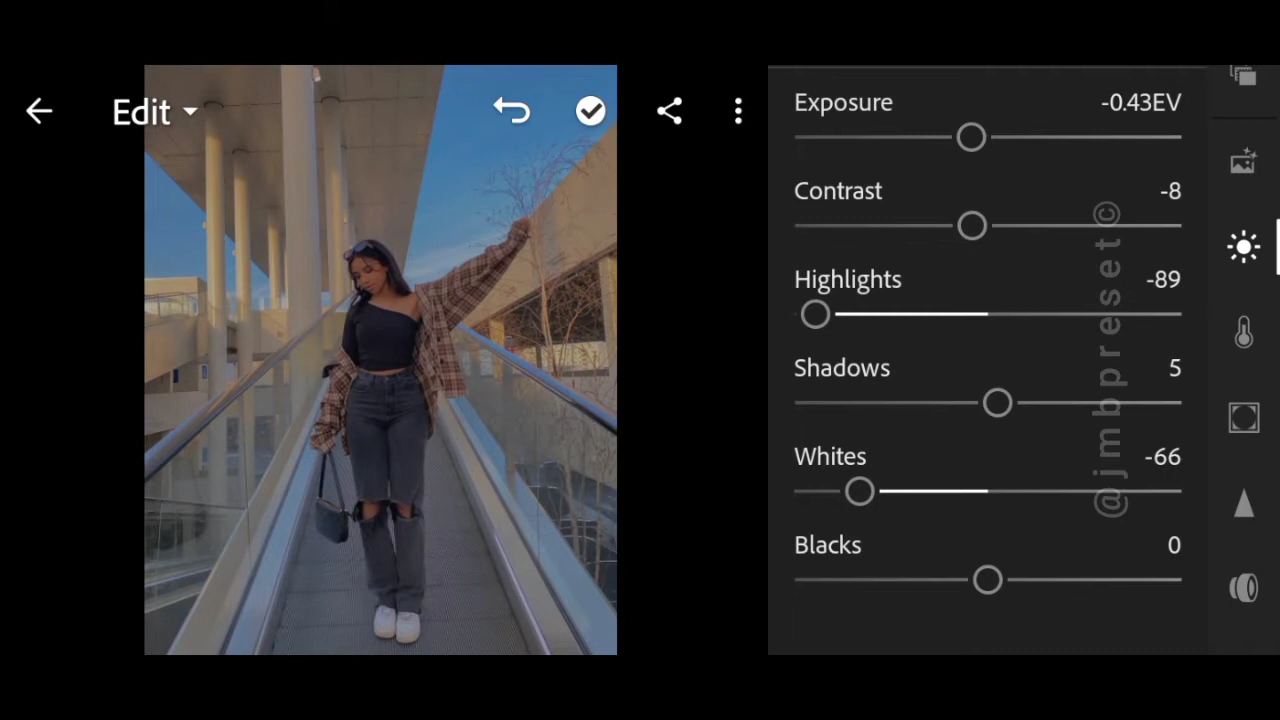 Edit
Exposure -0.43EV
Contrast -8
Highlights -89
Shadows 5
Whites -66
Blacks 0
@jmbpreset©